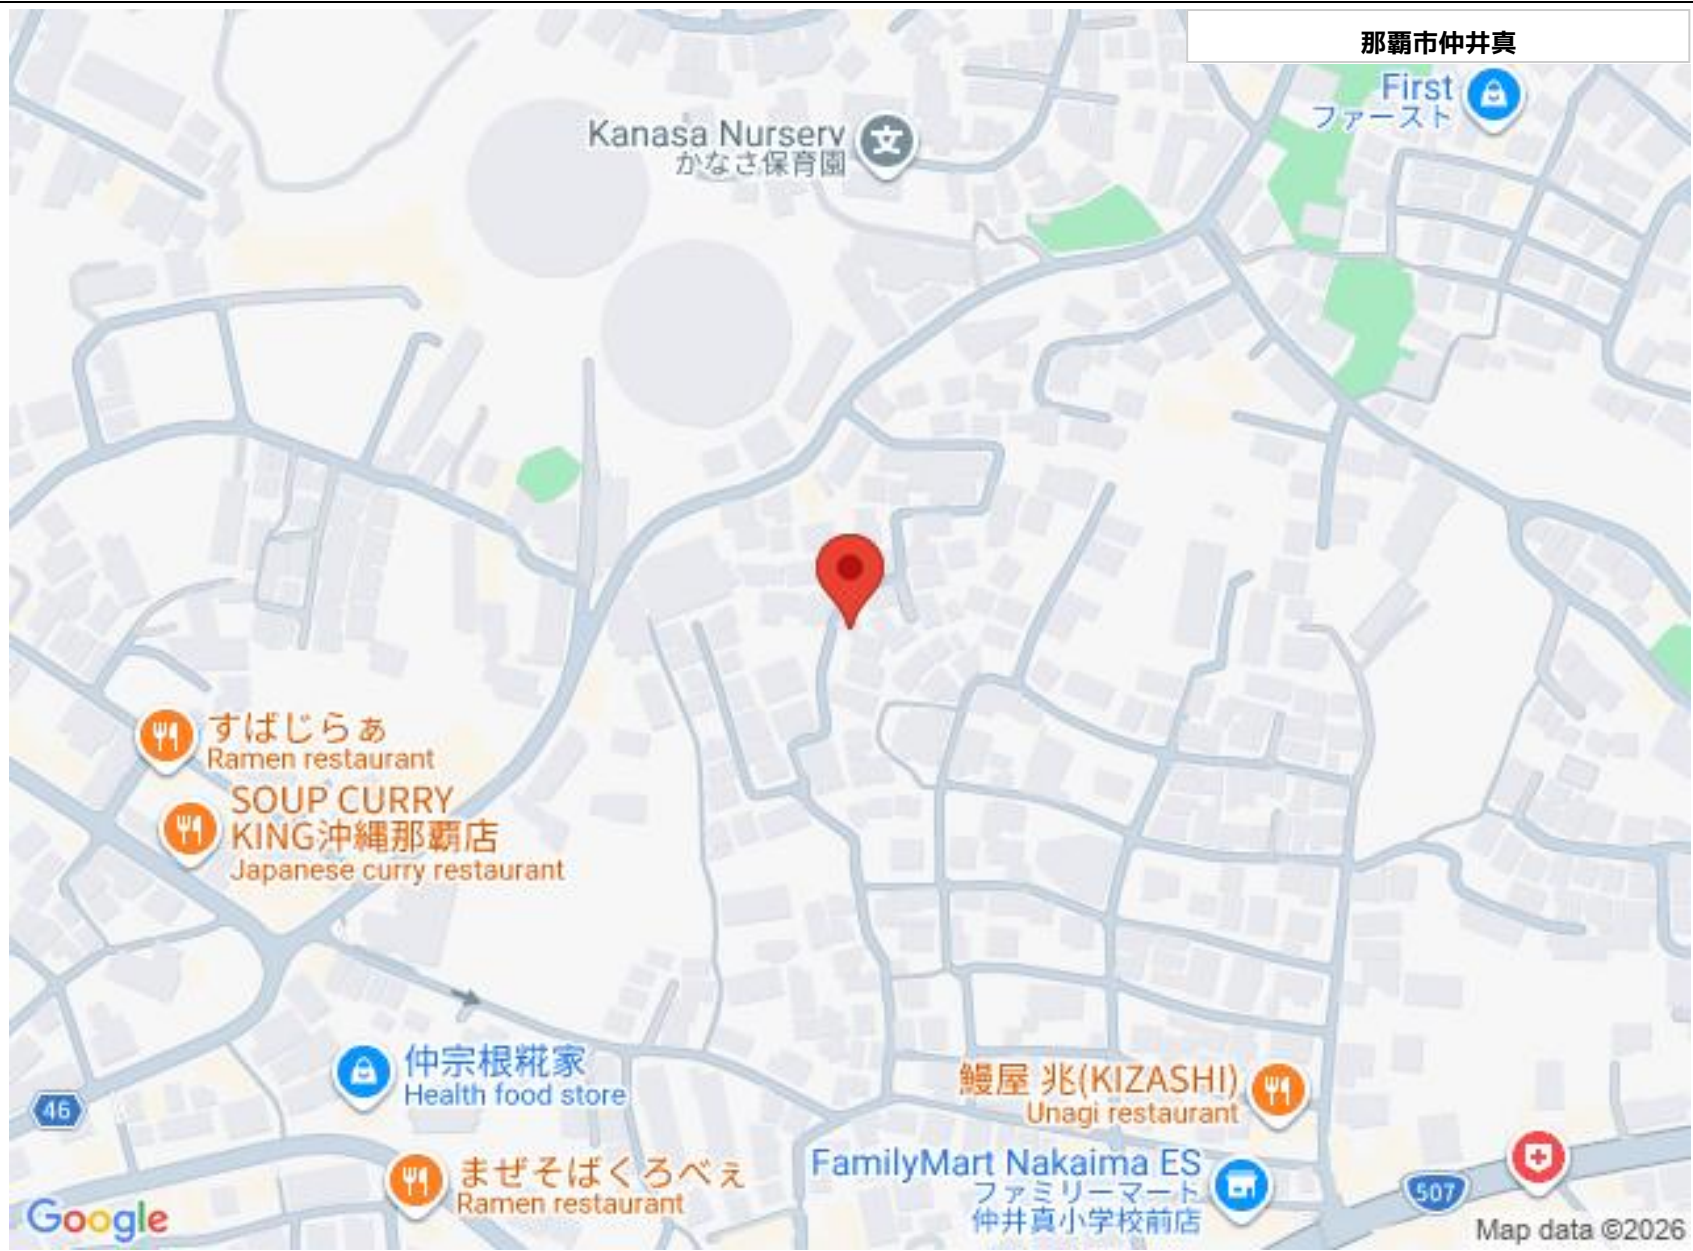 那覇市仲井真
First
ファースト
Kanasa Nursery
かなさ保育園
すばじらぁ
Ramen restaurant
SOUP CURRY
KING沖縄那覇店
Japanese curry restaurant
仲宗根糀家
Health food store
鰻屋 兆(KIZASHI)
Unagi restaurant
46
まぜそばくろべぇ
Ramen restaurant
FamilyMart Nakaima ES
ファミリーマート
仲井真小学校前店
507
Google
Map data ©2026